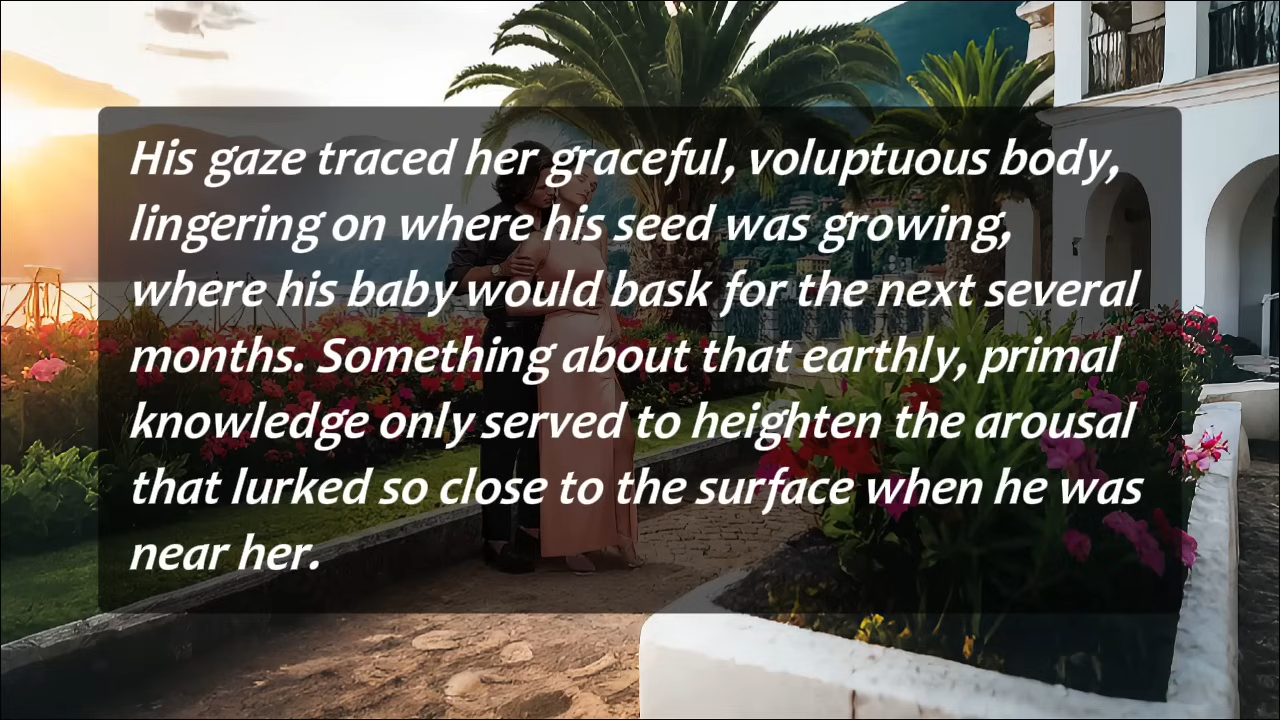 His gaze traced her graceful, voluptuous body,
lingering on where his seed was growing,
where his baby would bask for the next several
months. Something about that earthly, primal
knowledge only served to heighten the arousal
that lurked so close to the surface when he was
near her.